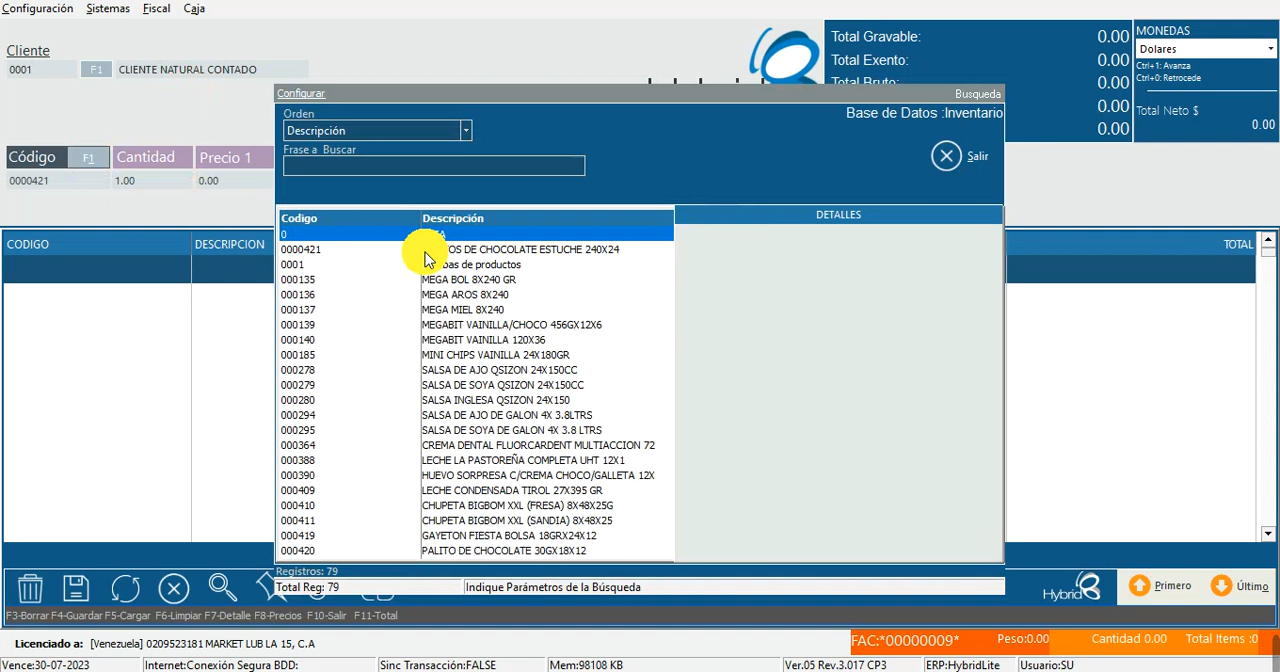 Configuración Sistemas Fiscal Caja
Cliente
0001 F1 CLIENTE NATURAL CONTADO
Total Gravable: 0.00
Total Exento: 0.00
Total Bruto: 0.00
0.00
0.00
MONEDAS
Dolares
Ctrl+1: Avanza
Ctrl+0: Retrocede
Total Neto $
0.00
Código F1 Cantidad Precio 1
0000421 1.00 0.00
CODIGO DESCRIPCION TOTAL
Configurar Busqueda
Orden
Base de Datos :Inventario
Descripción
Frase a Buscar
Salir
Codigo Descripción DETALLES
0
0000421 DE CHOCOLATE ESTUCHE 240X24
0001 de productos
000135 MEGA BOL 8X240 GR
000136 MEGA AROS 8X240
000137 MEGA MIEL 8X240
000139 MEGABIT VAINILLA/CHOCO 456GX12X6
000140 MEGABIT VAINILLA 120X36
000185 MINI CHIPS VAINILLA 24X180GR
000278 SALSA DE AJO QSIZON 24X150CC
000279 SALSA DE SOYA QSIZON 24X150CC
000280 SALSA INGLESA QSIZON 24X150
000294 SALSA DE AJO DE GALON 4X 3.8LTRS
000295 SALSA DE SOYA DE GALON 4X 3.8 LTRS
000364 CREMA DENTAL FLUORCARDENT MULTIACCION 72
000388 LECHE LA PASTOREÑA COMPLETA UHT 12X1
000390 HUEVO SORPRESA C/CREMA CHOCO/GALLETA 12X
000409 LECHE CONDENSADA TIROL 27X395 GR
000410 CHUPETA BIGBOM XXL (FRESA) 8X48X25G
000411 CHUPETA BIGBOM XXL (SANDIA) 8X48X25
000419 GAYETON FIESTA BOLSA 18GRX24X12
000420 PALITO DE CHOCOLATE 30GX18X12
Registros: 79
Total Reg: 79 Indique Parámetros de la Búsqueda
Hybrid
Primero Último
F3-Borrar F4-Guardar F5-Cargar F6-Limpiar F7-Detalle F8-Precios F10-Salir F11-Total
Licenciado a: [Venezuela] 0209523181 MARKET LUB LA 15, C.A
FAC:*00000009* Peso:0.00 Cantidad 0.00 Total Items :0
Vence:30-07-2023 Internet:Conexión Segura BDD: Sinc Transacción:FALSE Mem:98108 KB Ver.05 Rev.3.017 CP3 ERP:HybridLite Usuario:SU